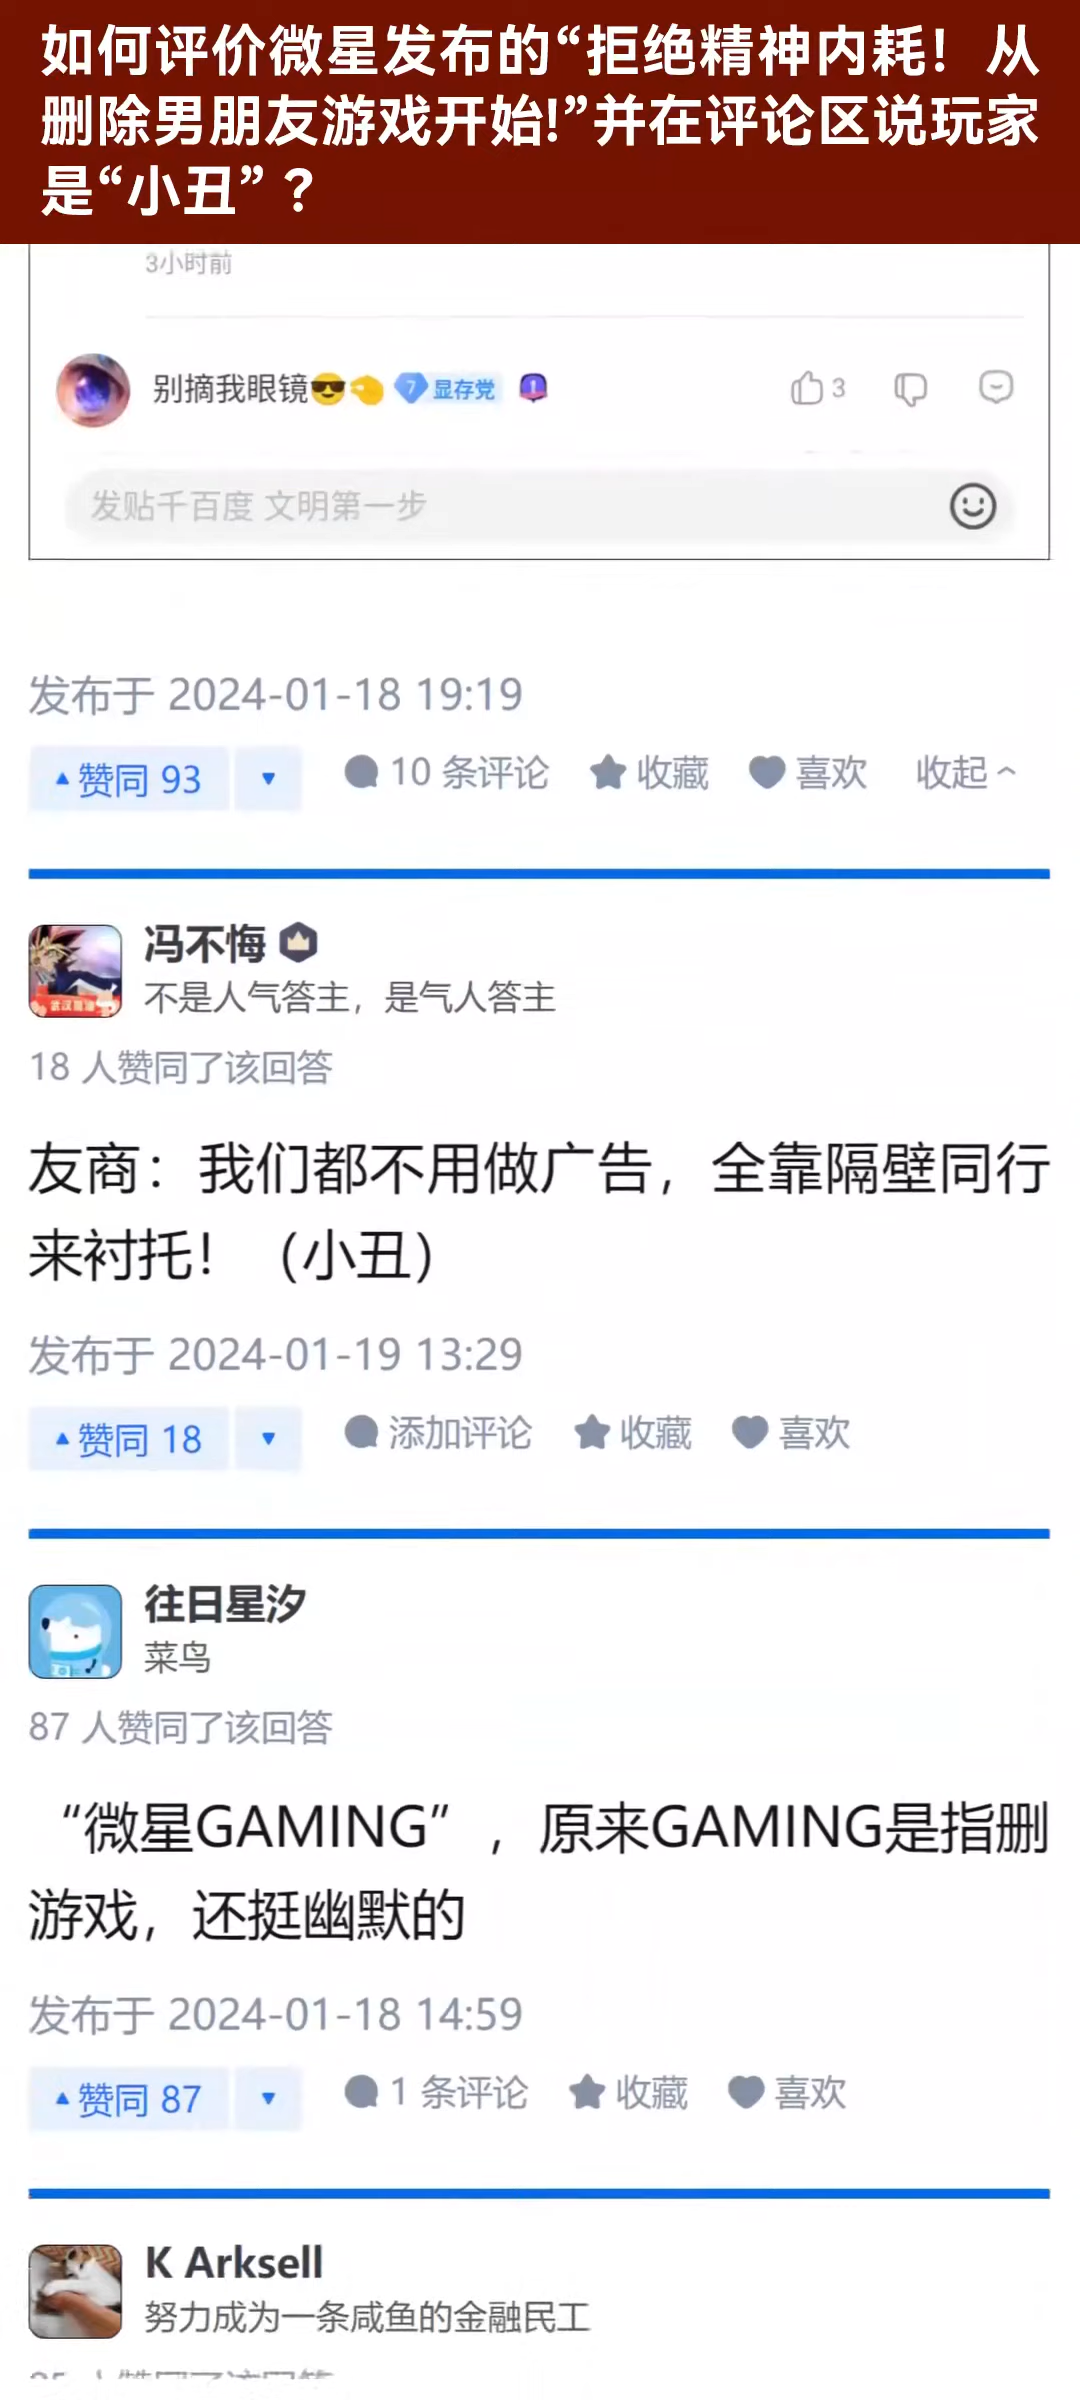 如何评价微星发布的“拒绝精神内耗！从
删除男朋友游戏开始!”并在评论区说玩家
是“小丑”？
3小时前
别摘我眼镜😎🤏 7 显存党 1
3
发贴千百度 文明第一步
发布于 2024-01-18 19:19
赞同 93 10 条评论 收藏 喜欢 收起
冯不悔
不是人气答主，是气人答主
18 人赞同了该回答
友商：我们都不用做广告，全靠隔壁同行
来衬托！（小丑）
发布于 2024-01-19 13:29
赞同 18 添加评论 收藏 喜欢
往日星汐
菜鸟
87 人赞同了该回答
“微星GAMING”，原来GAMING是指删
游戏，还挺幽默的
发布于 2024-01-18 14:59
赞同 87 1 条评论 收藏 喜欢
K Arksell
努力成为一条咸鱼的金融民工